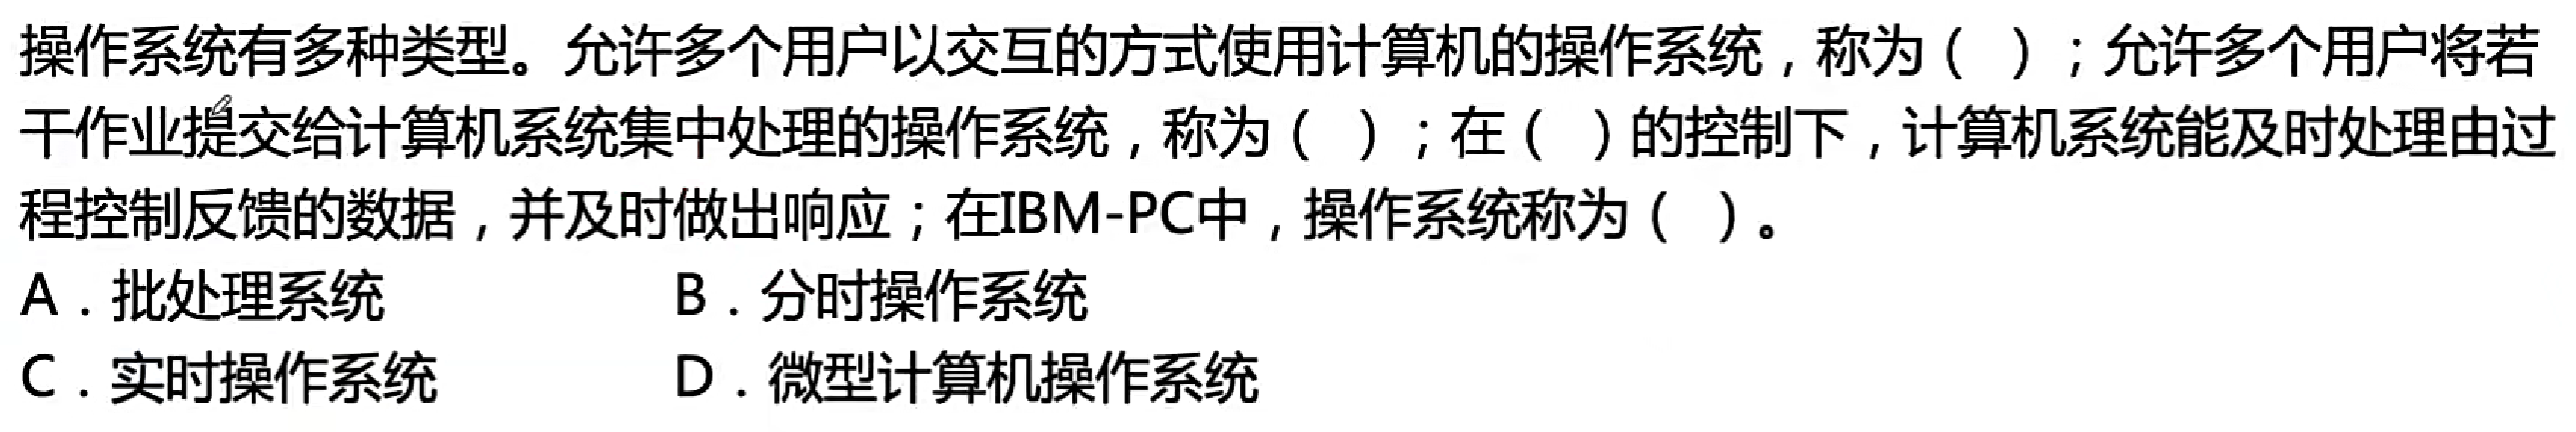 操作系统有多种类型。允许多个用户以交互的方式使用计算机的操作系统，称为（ ）；允许多个用户将若
干作业提交给计算机系统集中处理的操作系统，称为（ ）；在（ ）的控制下，计算机系统能及时处理由过
程控制反馈的数据，并及时做出响应；在IBM-PC中，操作系统称为（ ）。
A．批处理系统 B．分时操作系统
C．实时操作系统 D．微型计算机操作系统